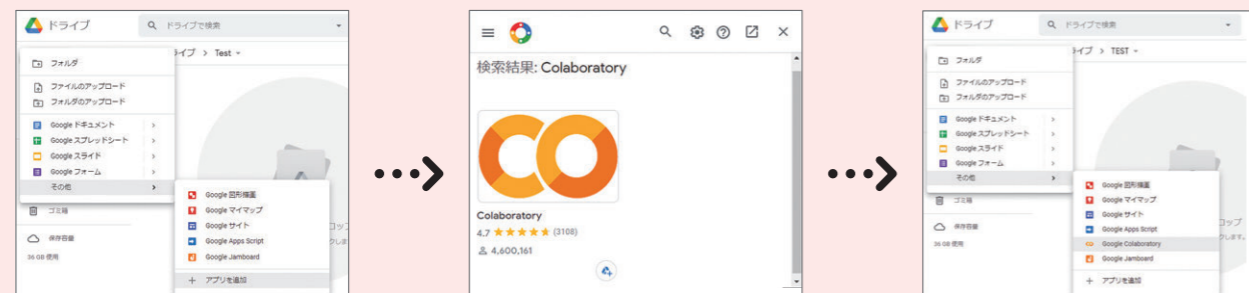 ドライブ
ドライブで検索
ライブ > Test
フォルダ
ファイルのアップロード
フォルダのアップロード
Google ドキュメント
Google スプレッドシート
Google スライド
Google フォーム
その他
Google 図形描画
Google マイマップ
Google サイト
Google Apps Script
Google Jamboard
アプリを追加
ゴミ箱
保存容量
36 GB 使用
検索結果: Colaboratory
Colaboratory
4.7 ★★★★★ (3108)
4,600,161
ドライブ
ドライブで検索
イブ > TEST
フォルダ
ファイルのアップロード
フォルダのアップロード
Google ドキュメント
Google スプレッドシート
Google スライド
Google フォーム
その他
Google 図形描画
Google マイマップ
Google サイト
Google Apps Script
Google Colaboratory
Google Jamboard
アプリを追加
ゴミ箱
保存容量
36 GB 使用
ロップ
クします。